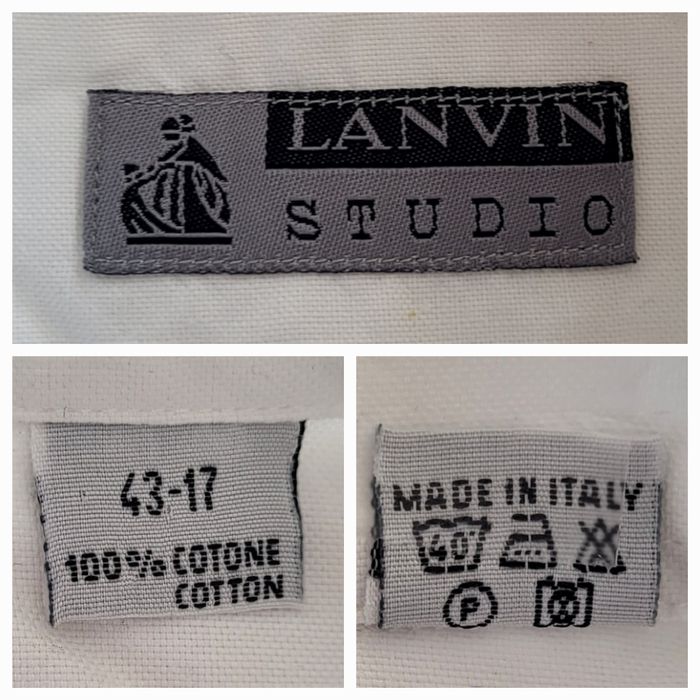 LANVIN
STUDIO
43-17
100% COTONE
COTTON
MADE IN ITALY
40°
P